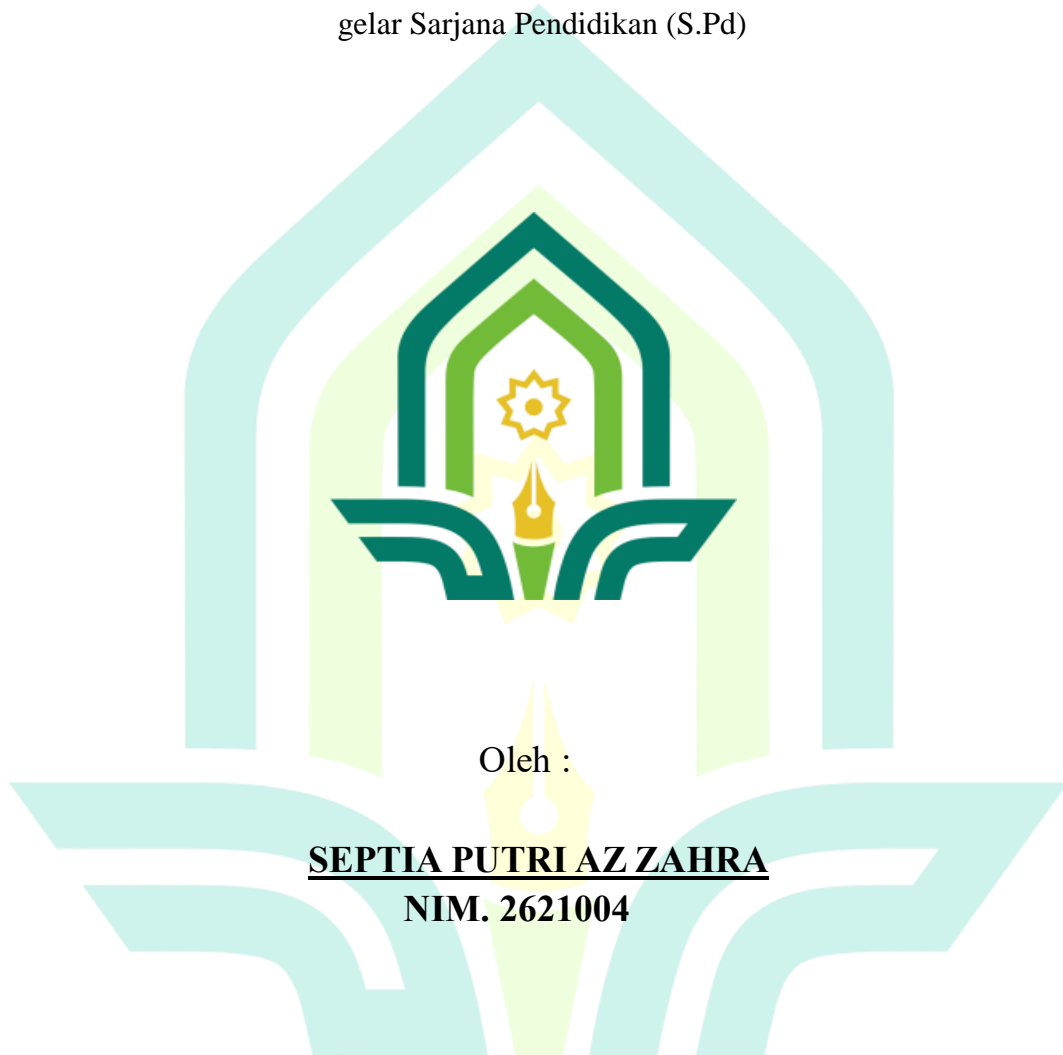 gelar Sarjana Pendidikan (S.Pd)
Oleh :
SEPTIA PUTRI AZ ZAHRA
NIM. 2621004